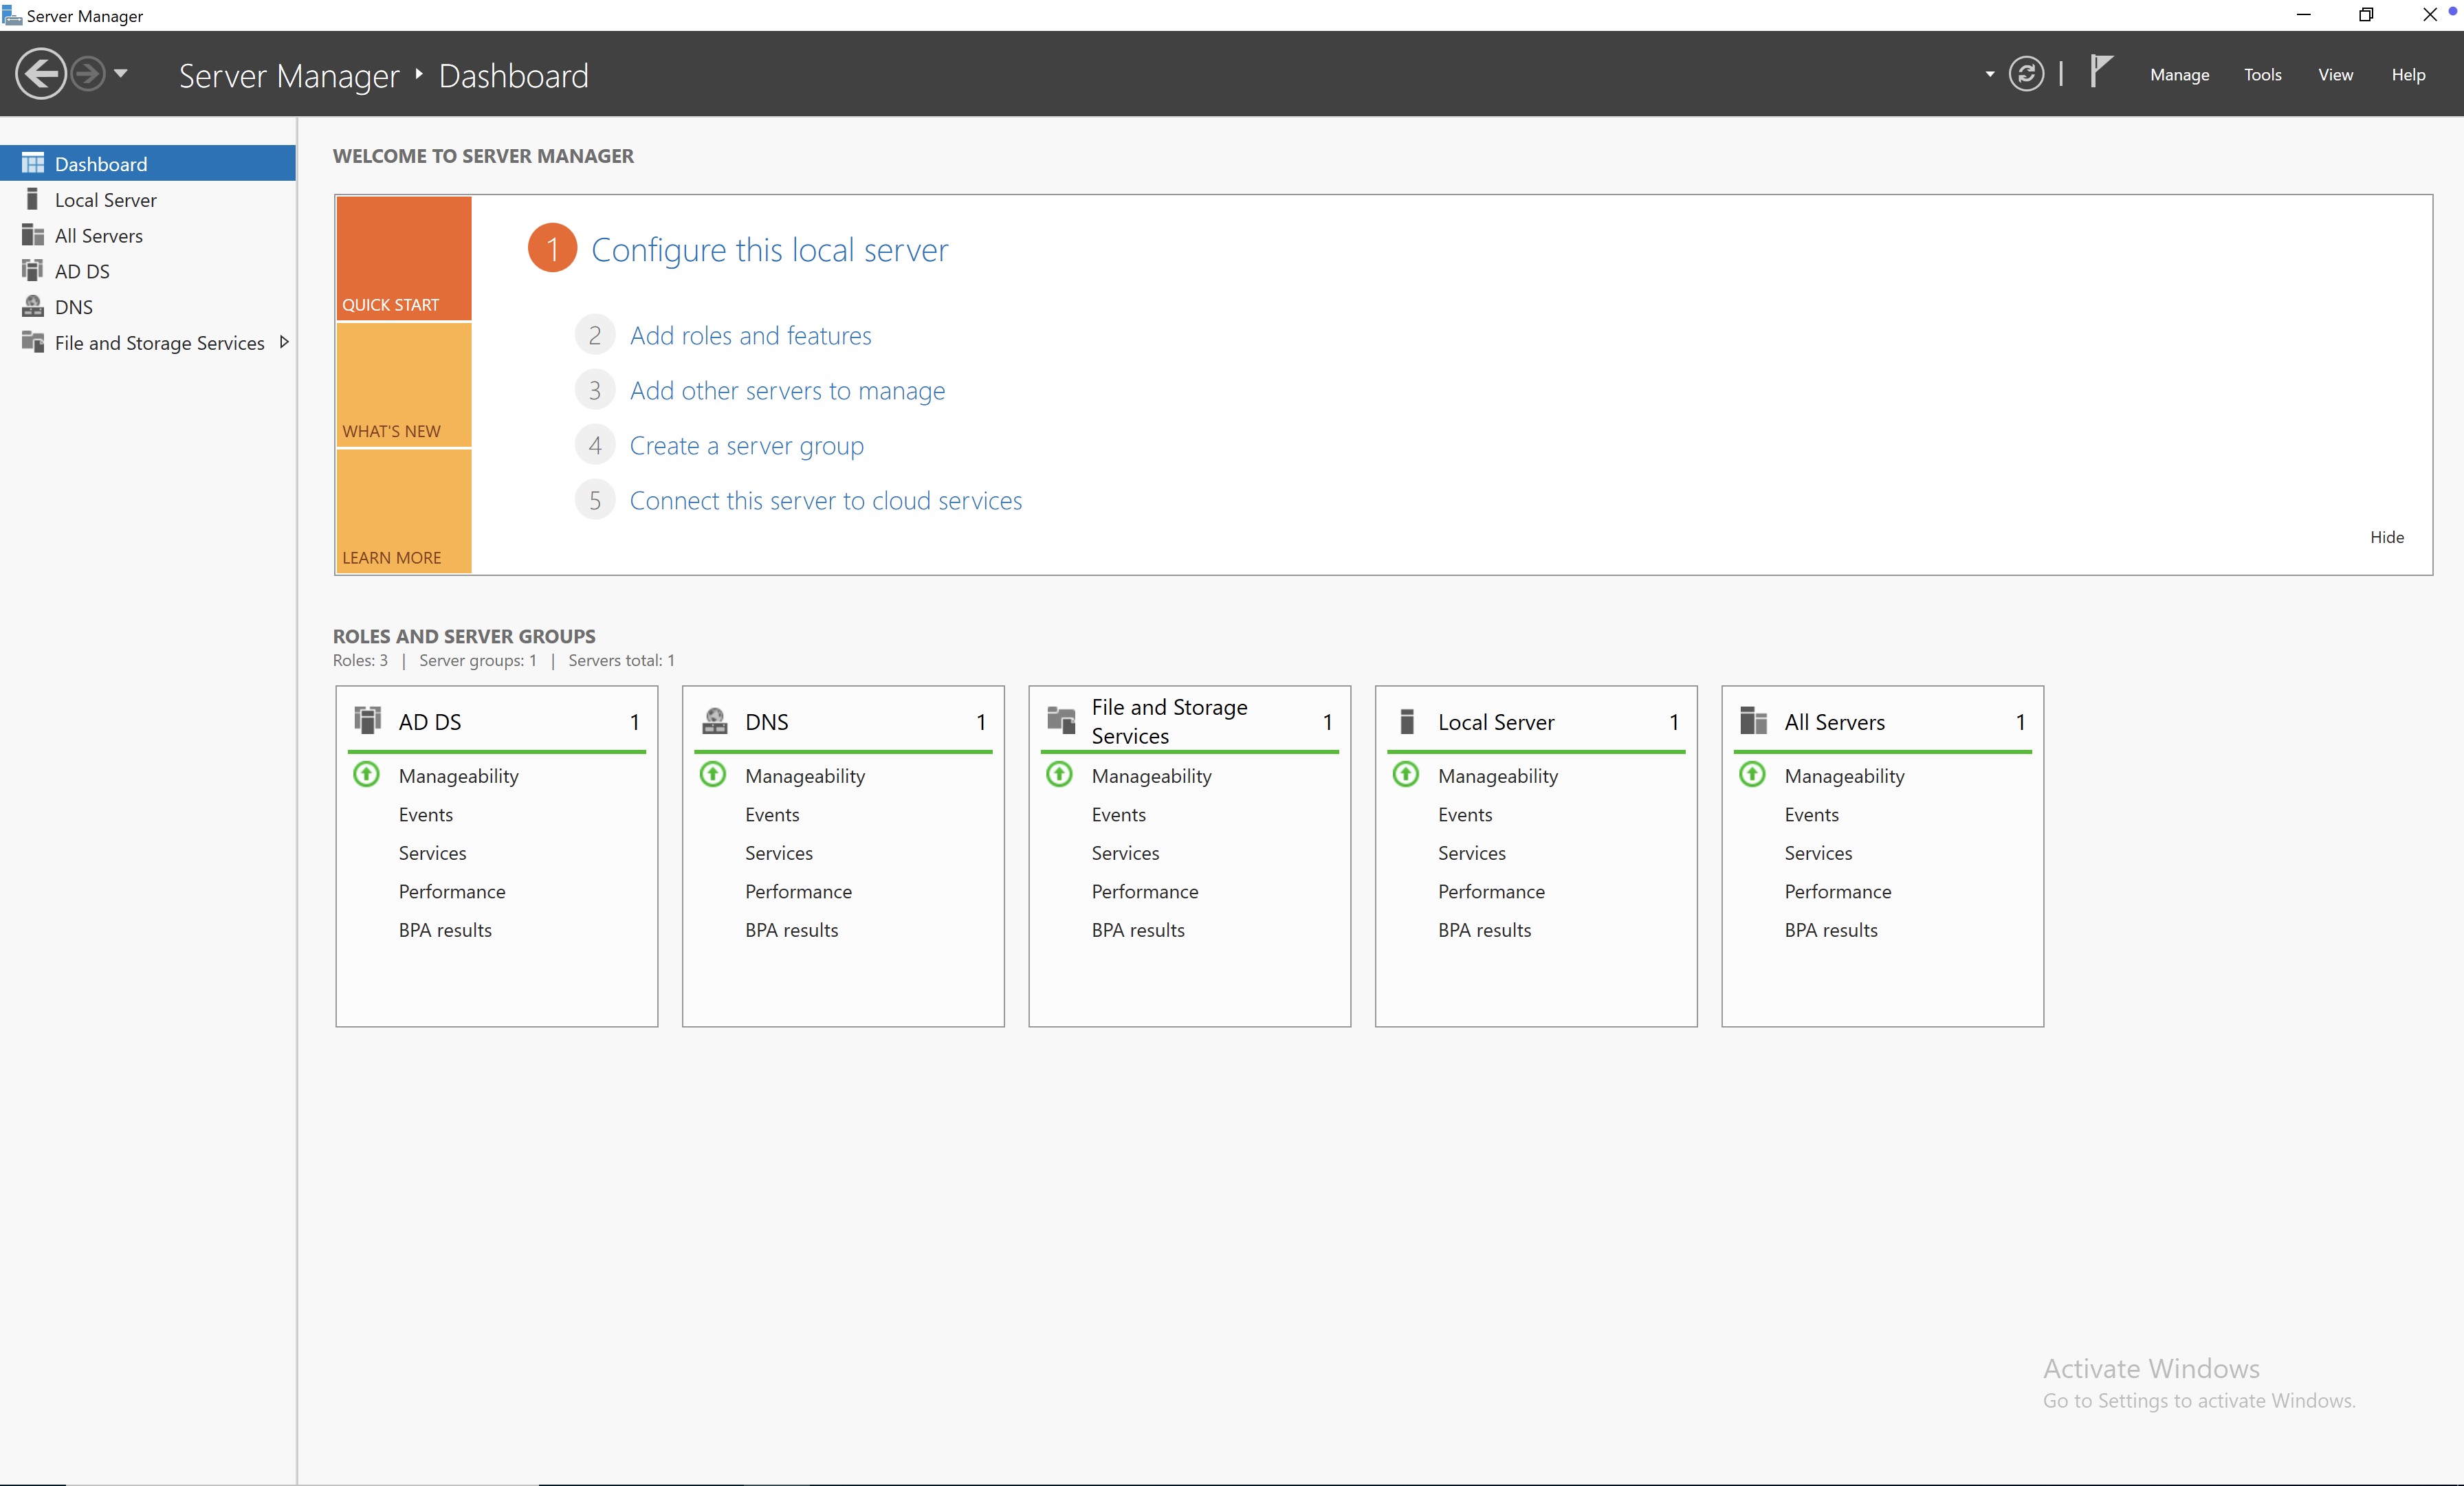 Server Manager
Server Manager Dashboard
Manage Tools View Help
Dashboard
Local Server
All Servers
AD DS
DNS
File and Storage Services
WELCOME TO SERVER MANAGER
QUICK START
WHAT'S NEW
LEARN MORE
1 Configure this local server
2 Add roles and features
3 Add other servers to manage
4 Create a server group
5 Connect this server to cloud services
Hide
ROLES AND SERVER GROUPS
Roles: 3 | Server groups: 1 | Servers total: 1
AD DS 1
Manageability
Events
Services
Performance
BPA results
DNS 1
Manageability
Events
Services
Performance
BPA results
File and Storage
Services 1
Manageability
Events
Services
Performance
BPA results
Local Server 1
Manageability
Events
Services
Performance
BPA results
All Servers 1
Manageability
Events
Services
Performance
BPA results
Activate Windows
Go to Settings to activate Windows.